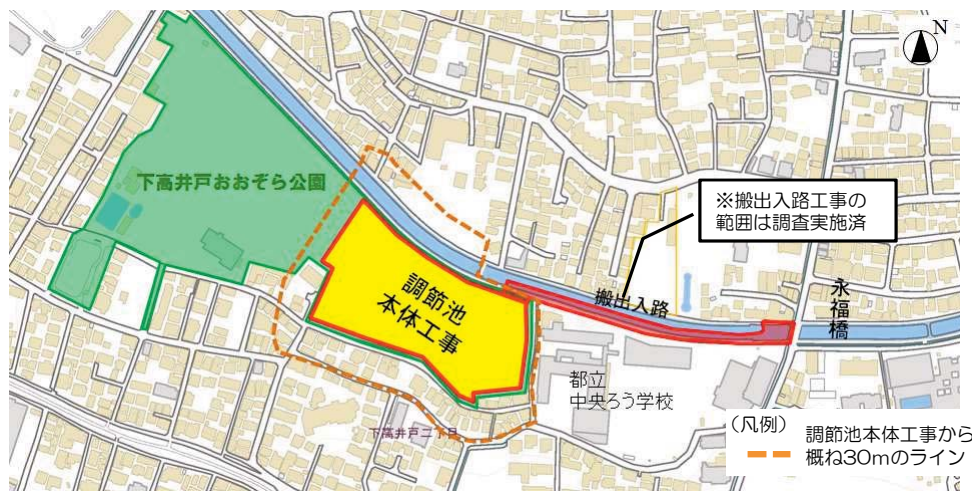 N
下高井戸おおぞら公園
※搬出入路工事の
範囲は調査実施済
調節池
本体工事
搬出入路
永福橋
都立
中央ろう学校
下高井戸二丁目
(凡例)
調節池本体工事から
概ね30mのライン